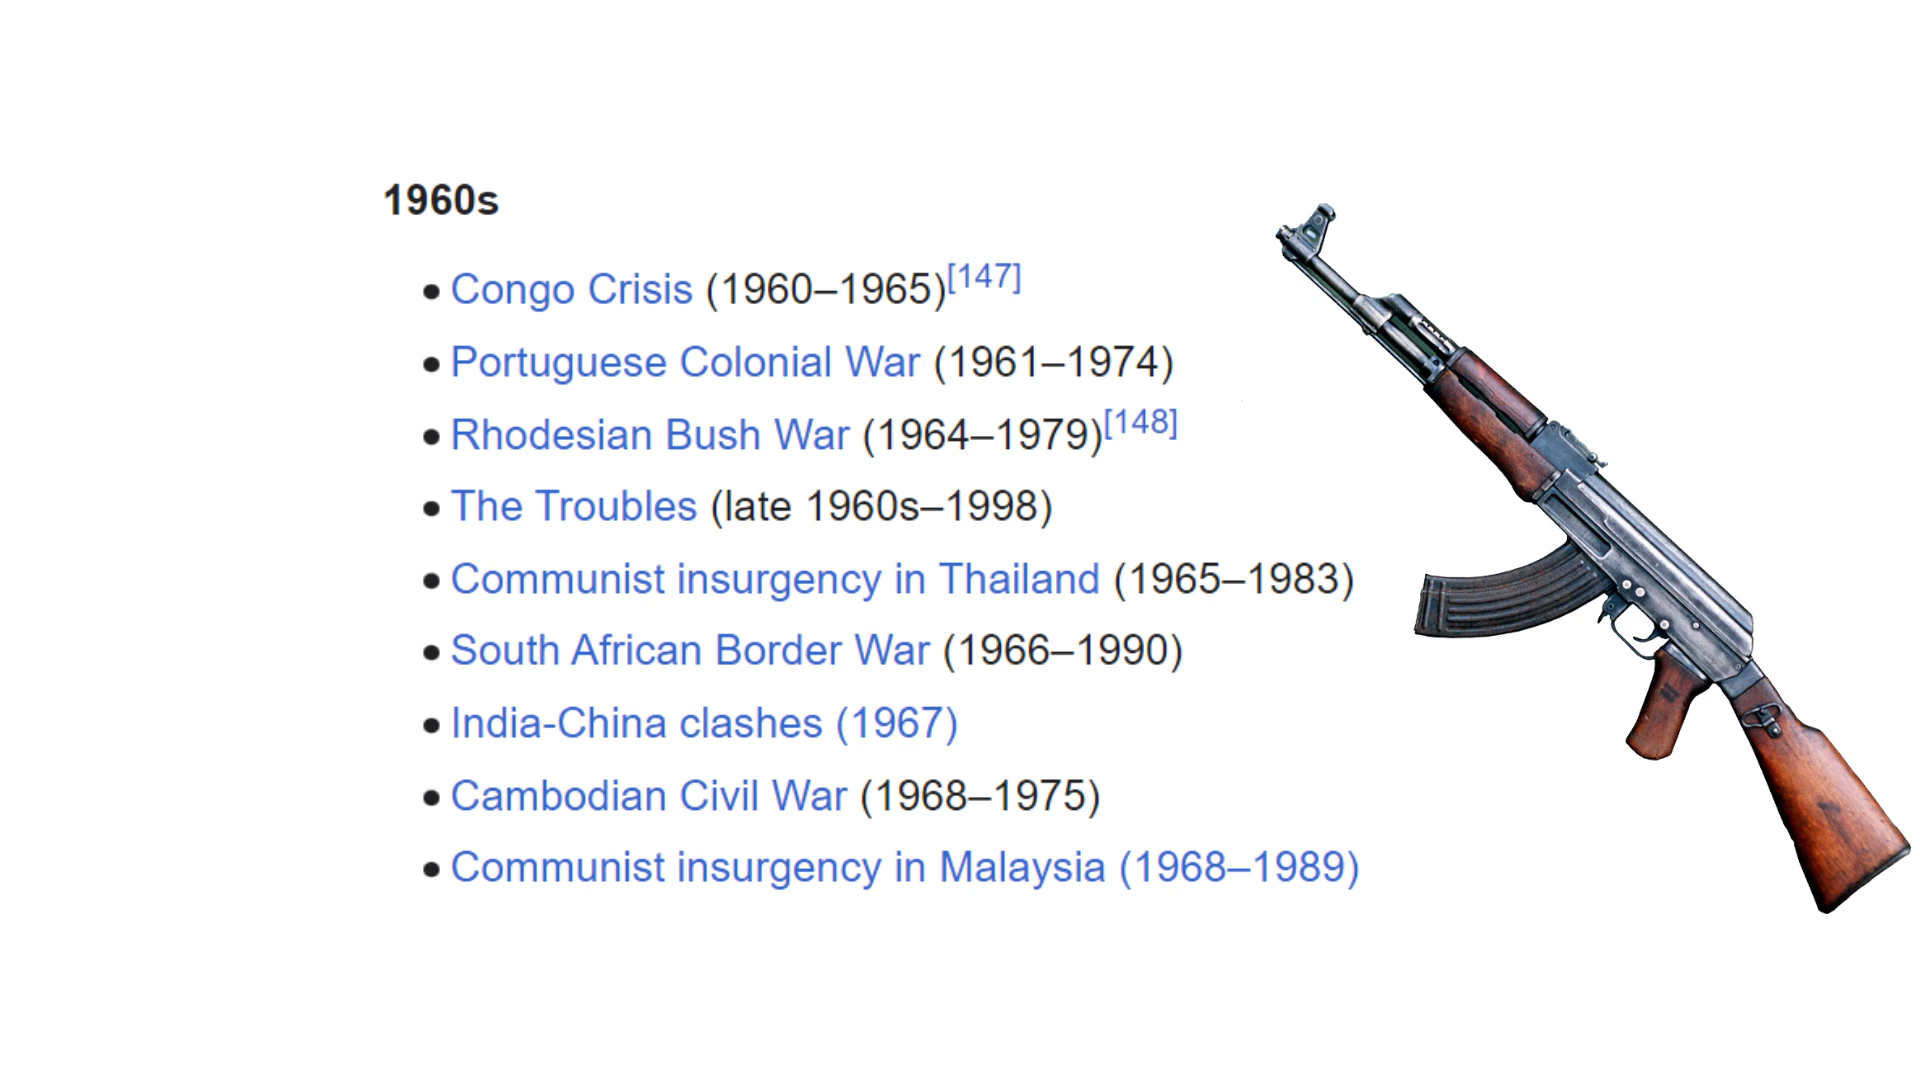 1960s
• Congo Crisis (1960–1965)[147]
• Portuguese Colonial War (1961–1974)
• Rhodesian Bush War (1964–1979)[148]
• The Troubles (late 1960s–1998)
• Communist insurgency in Thailand (1965–1983)
• South African Border War (1966–1990)
• India-China clashes (1967)
• Cambodian Civil War (1968–1975)
• Communist insurgency in Malaysia (1968–1989)